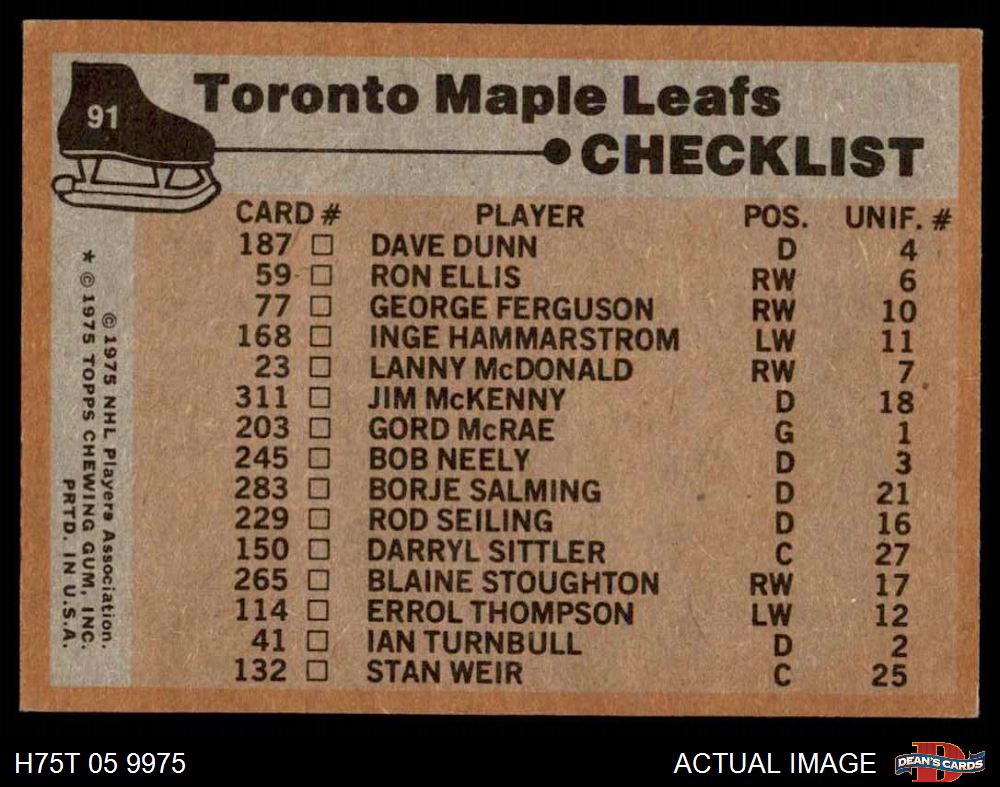 91
Toronto Maple Leafs
CHECKLIST
CARD # PLAYER POS. UNIF. #
187 □ DAVE DUNN D 4
59 □ RON ELLIS RW 6
77 □ GEORGE FERGUSON RW 10
168 □ INGE HAMMARSTROM LW 11
23 □ LANNY McDONALD RW 7
311 □ JIM McKENNY D 18
203 □ GORD McRAE G 1
245 □ BOB NEELY D 3
283 □ BORJE SALMING D 21
229 □ ROD SEILING D 16
150 □ DARRYL SITTLER C 27
265 □ BLAINE STOUGHTON RW 17
114 □ ERROL THOMPSON LW 12
41 □ IAN TURNBULL D 2
132 □ STAN WEIR C 25
© 1975 NHL Players Association.
* © 1975 TOPPS CHEWING GUM, INC.
PRTD. IN U.S.A.
H75T 05 9975
ACTUAL IMAGE
D
DEAN'S CARDS